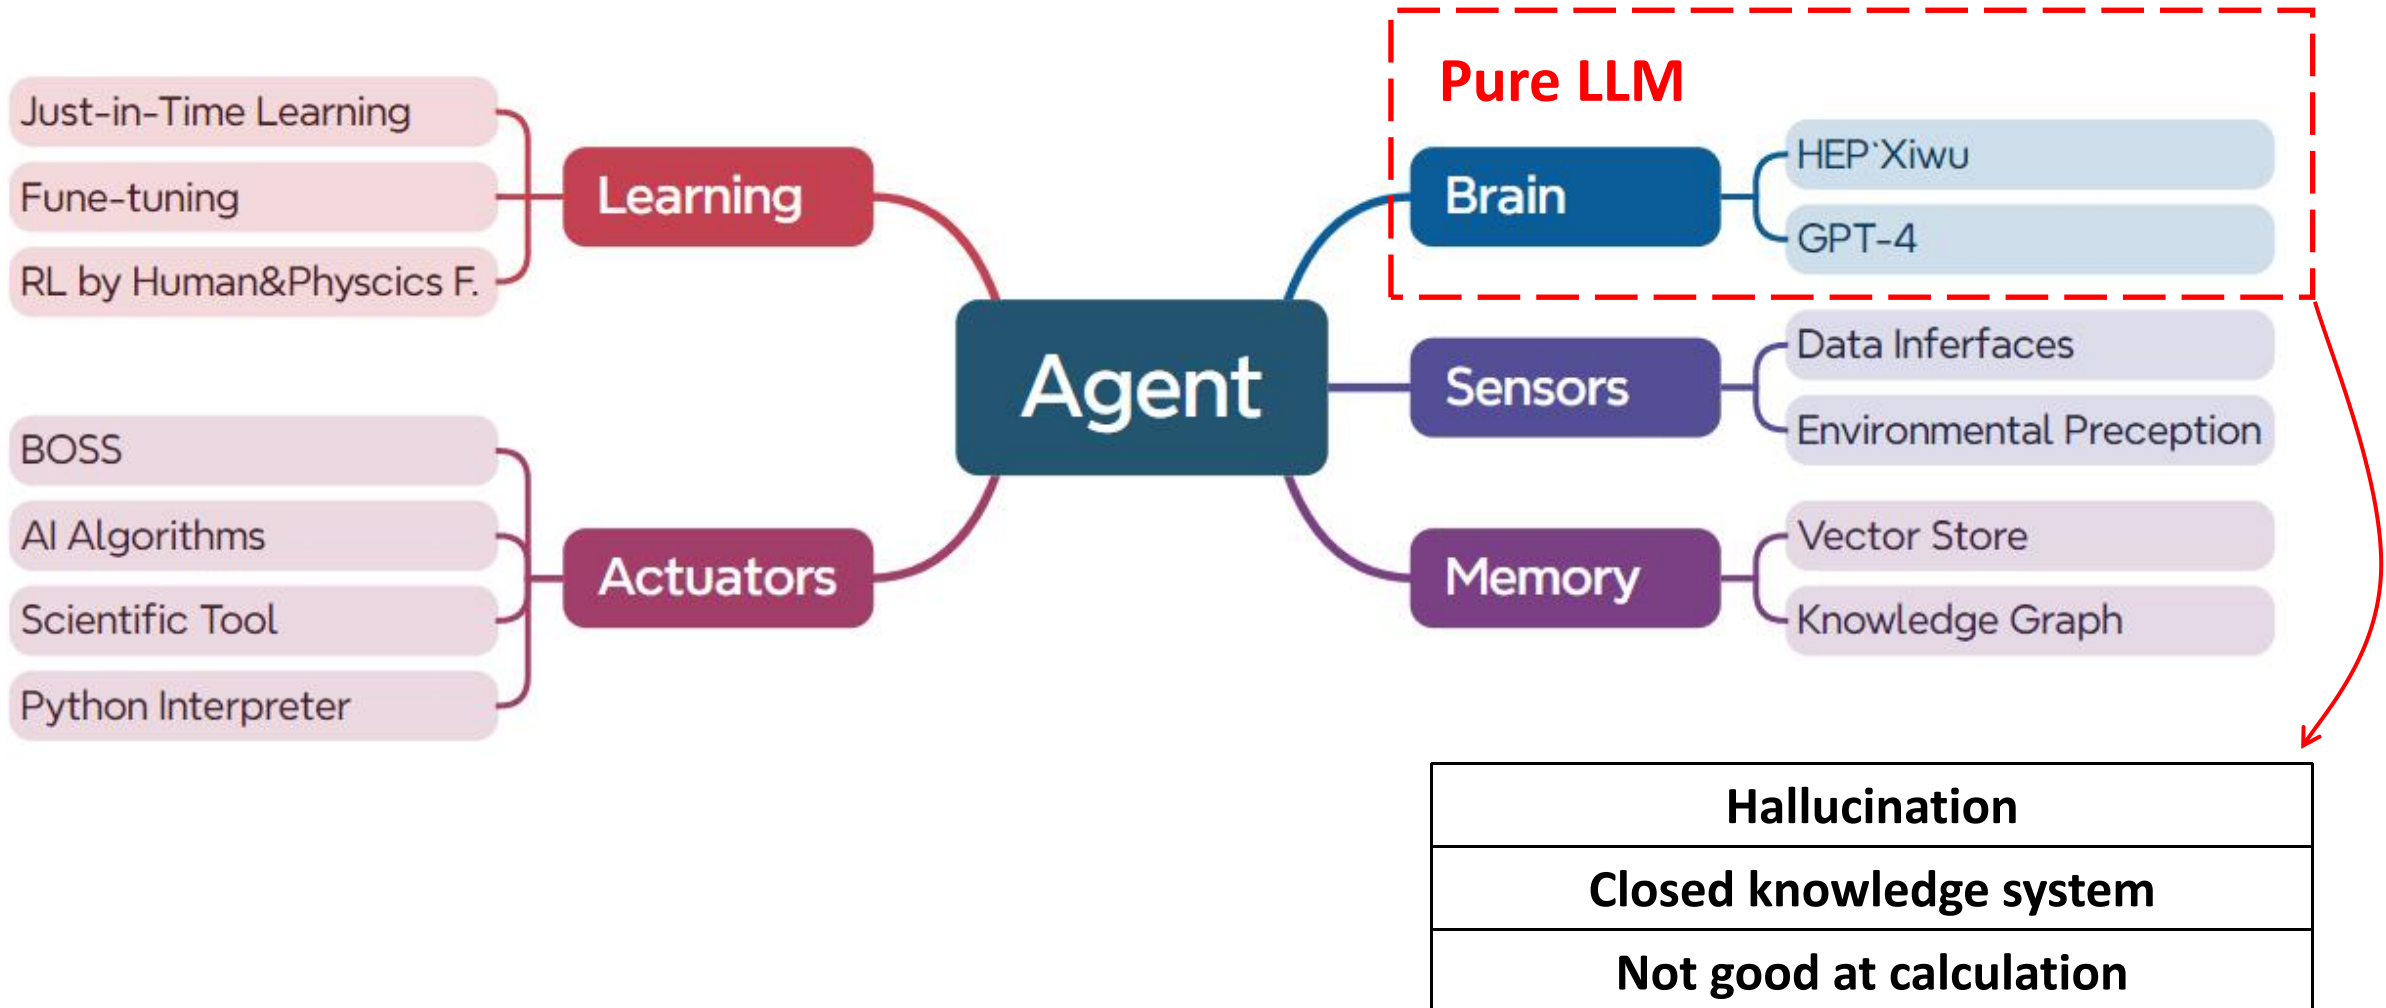 Pure LLM
Just-in-Time Learning
Fune-tuning
RL by Human&Physcics F.
Learning
BOSS
AI Algorithms
Scientific Tool
Python Interpreter
Actuators
Agent
Brain
HEP`Xiwu
GPT-4
Sensors
Data Inferfaces
Environmental Preception
Memory
Vector Store
Knowledge Graph
Hallucination
Closed knowledge system
Not good at calculation